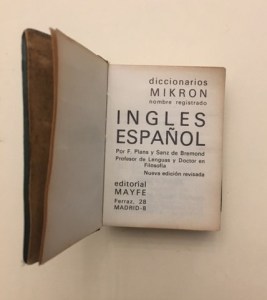 diccionarios
MIKRON
nombre registrado
INGLES
ESPAÑOL
Por F. Plans y Sanz de Bremond
Profesor de Lenguas y Doctor en
Filosofía
Nueva edición revisada
editorial
MAYFE
Ferraz, 28
MADRID-8